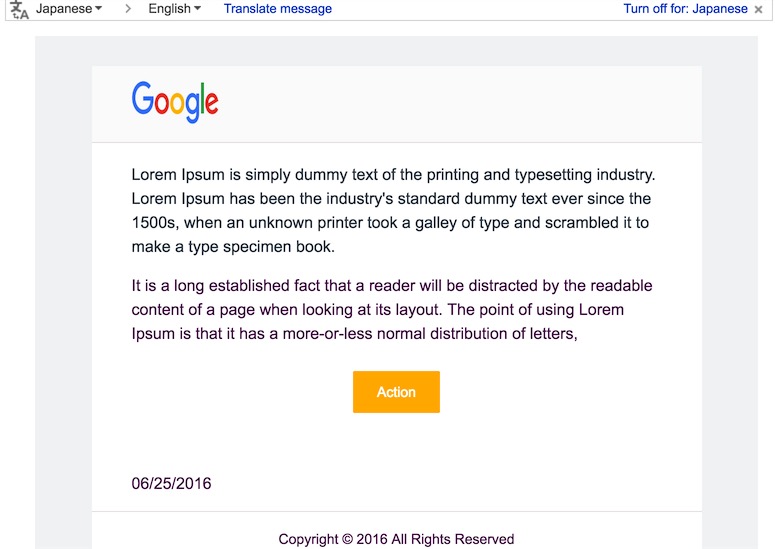 Japanese > English Translate message Turn off for: Japanese ×
Google
Lorem Ipsum is simply dummy text of the printing and typesetting industry.
Lorem Ipsum has been the industry's standard dummy text ever since the
1500s, when an unknown printer took a galley of type and scrambled it to
make a type specimen book.
It is a long established fact that a reader will be distracted by the readable
content of a page when looking at its layout. The point of using Lorem
Ipsum is that it has a more-or-less normal distribution of letters,
Action
06/25/2016
Copyright © 2016 All Rights Reserved